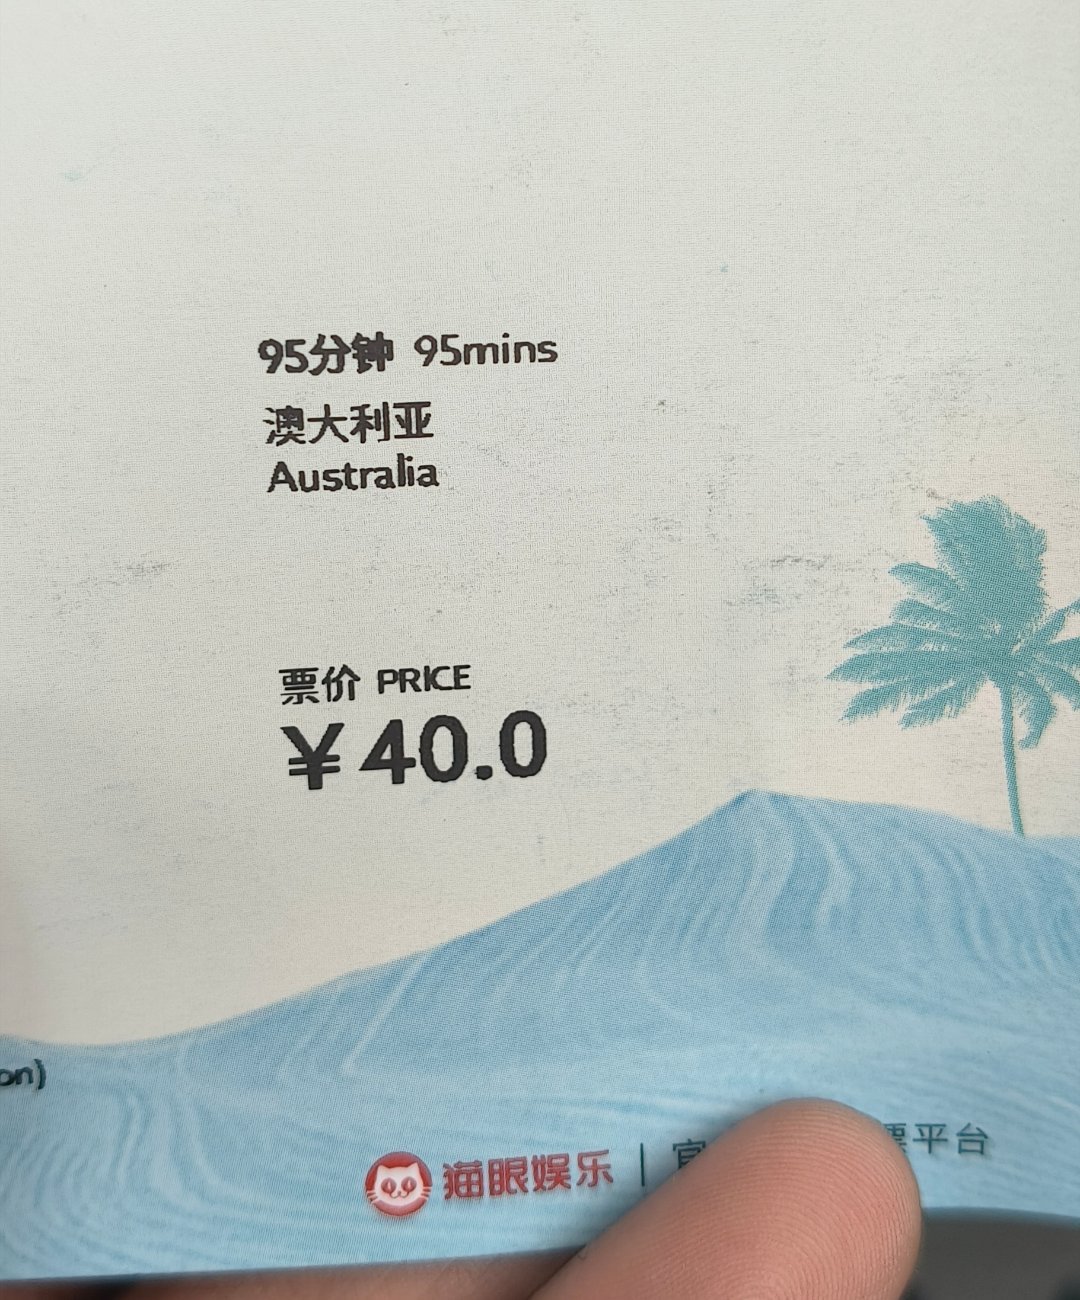 95分钟 95mins
澳大利亚
Australia
票价 PRICE
￥40.0
on)
猫眼娱乐 | 官 票平台